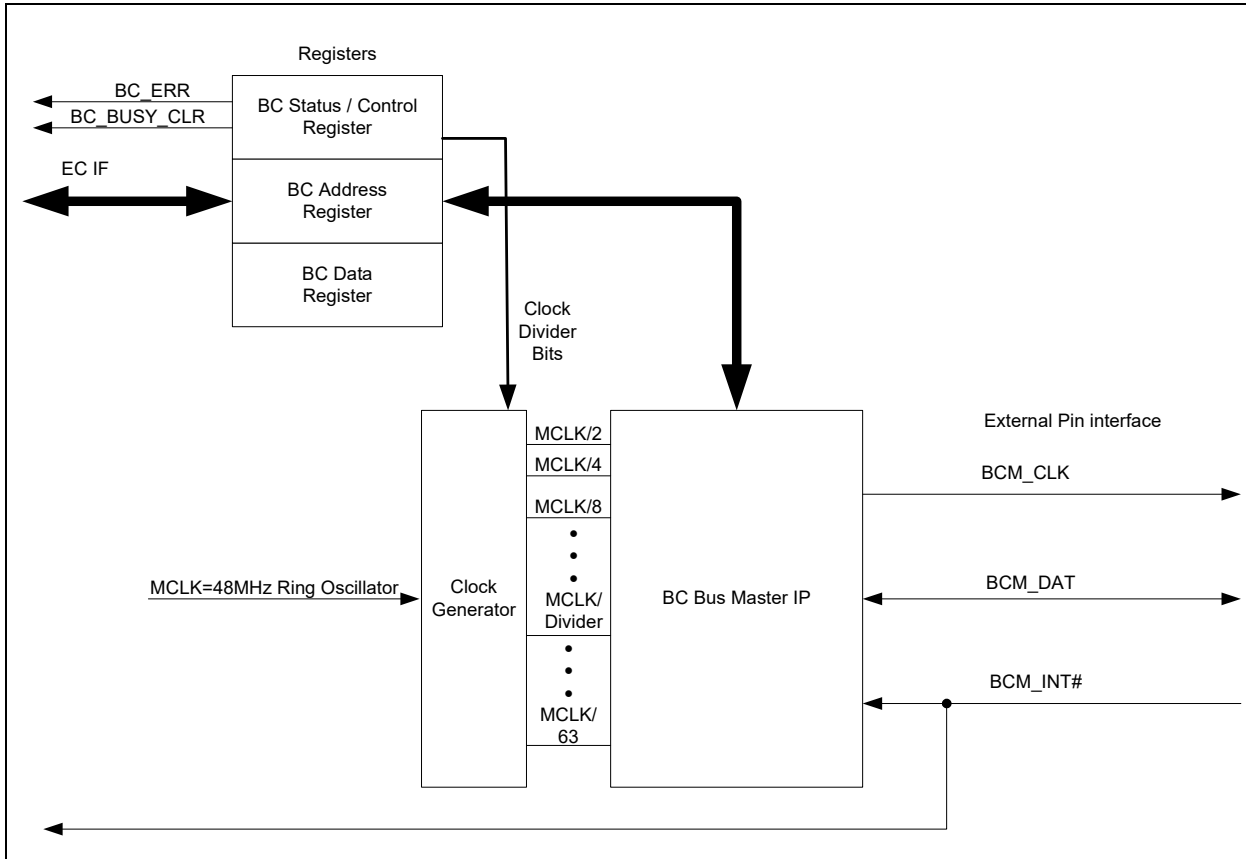 Registers
BC_ERR
BC_BUSY_CLR
BC Status / Control
Register
EC IF
BC Address
Register
BC Data
Register
Clock
Divider
Bits
MCLK/2
MCLK/4
MCLK/8
MCLK/
Divider
MCLK/
63
MCLK=48MHz Ring Oscillator
Clock
Generator
BC Bus Master IP
External Pin interface
BCM_CLK
BCM_DAT
BCM_INT#